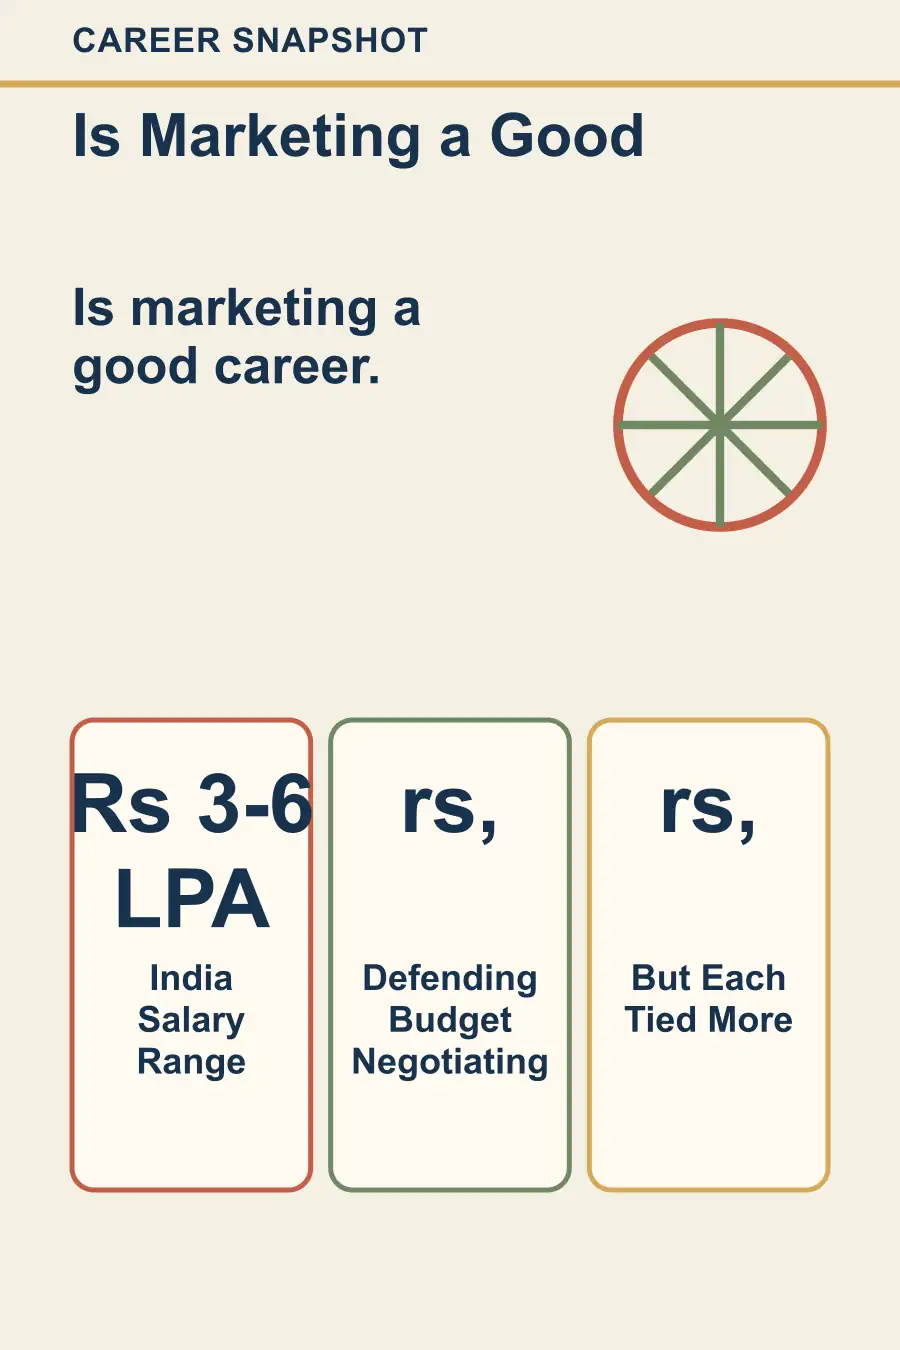 CAREER SNAPSHOT
Is Marketing a Good
Is marketing a
good career.
Rs 3-6
LPA
India
Salary
Range
rs,
Defending
Budget
Negotiating
rs,
But Each
Tied More